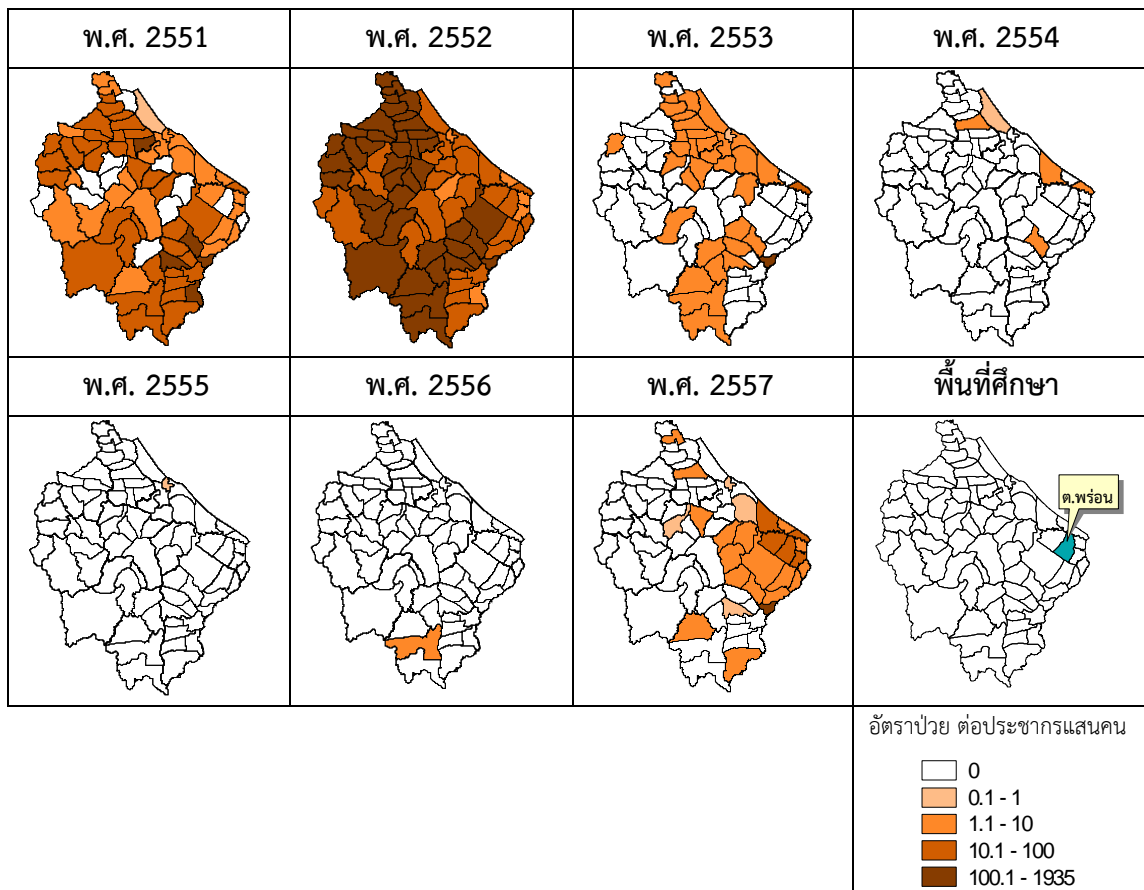 พ.ศ. 2551 พ.ศ. 2552 พ.ศ. 2553 พ.ศ. 2554
พ.ศ. 2555 พ.ศ. 2556 พ.ศ. 2557 พื้นที่ศึกษา
ต.พร่อน
อัตราป่วย ต่อประชากรแสนคน
0
0.1 - 1
1.1 - 10
10.1 - 100
100.1 - 1935